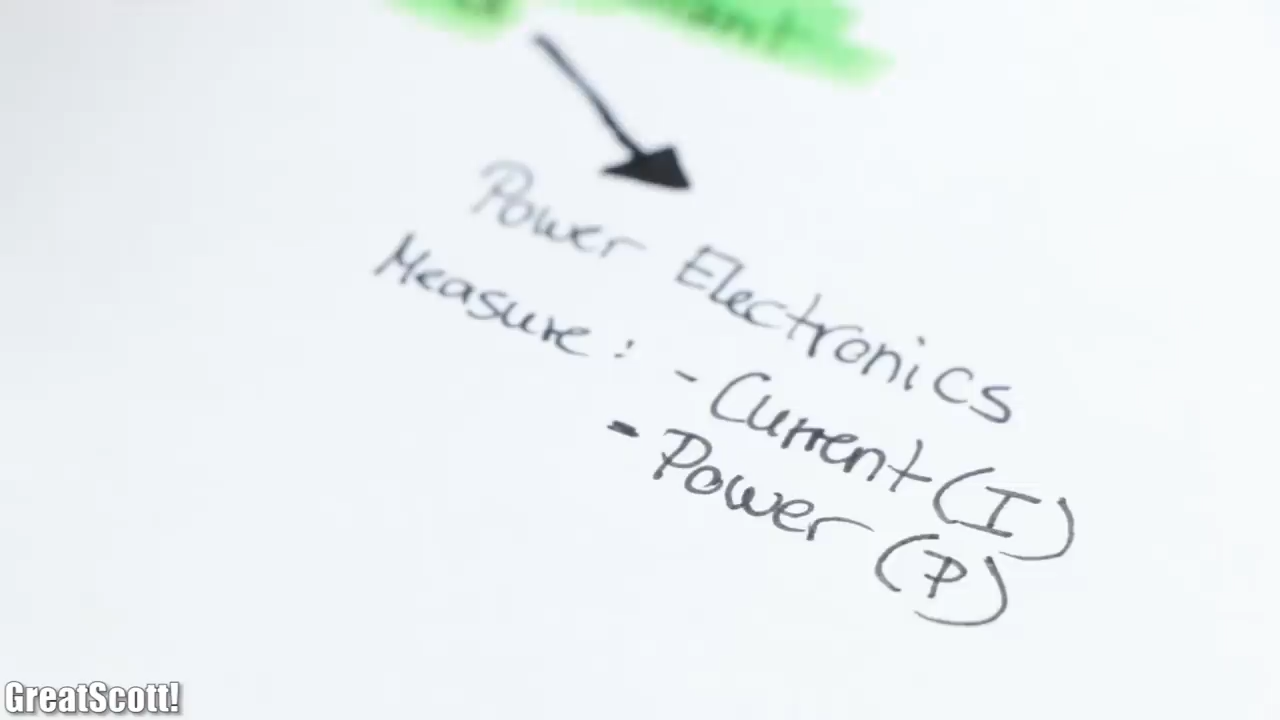 Power Electronics
Measure: - Current (I)
- Power (P)
GreatScott!